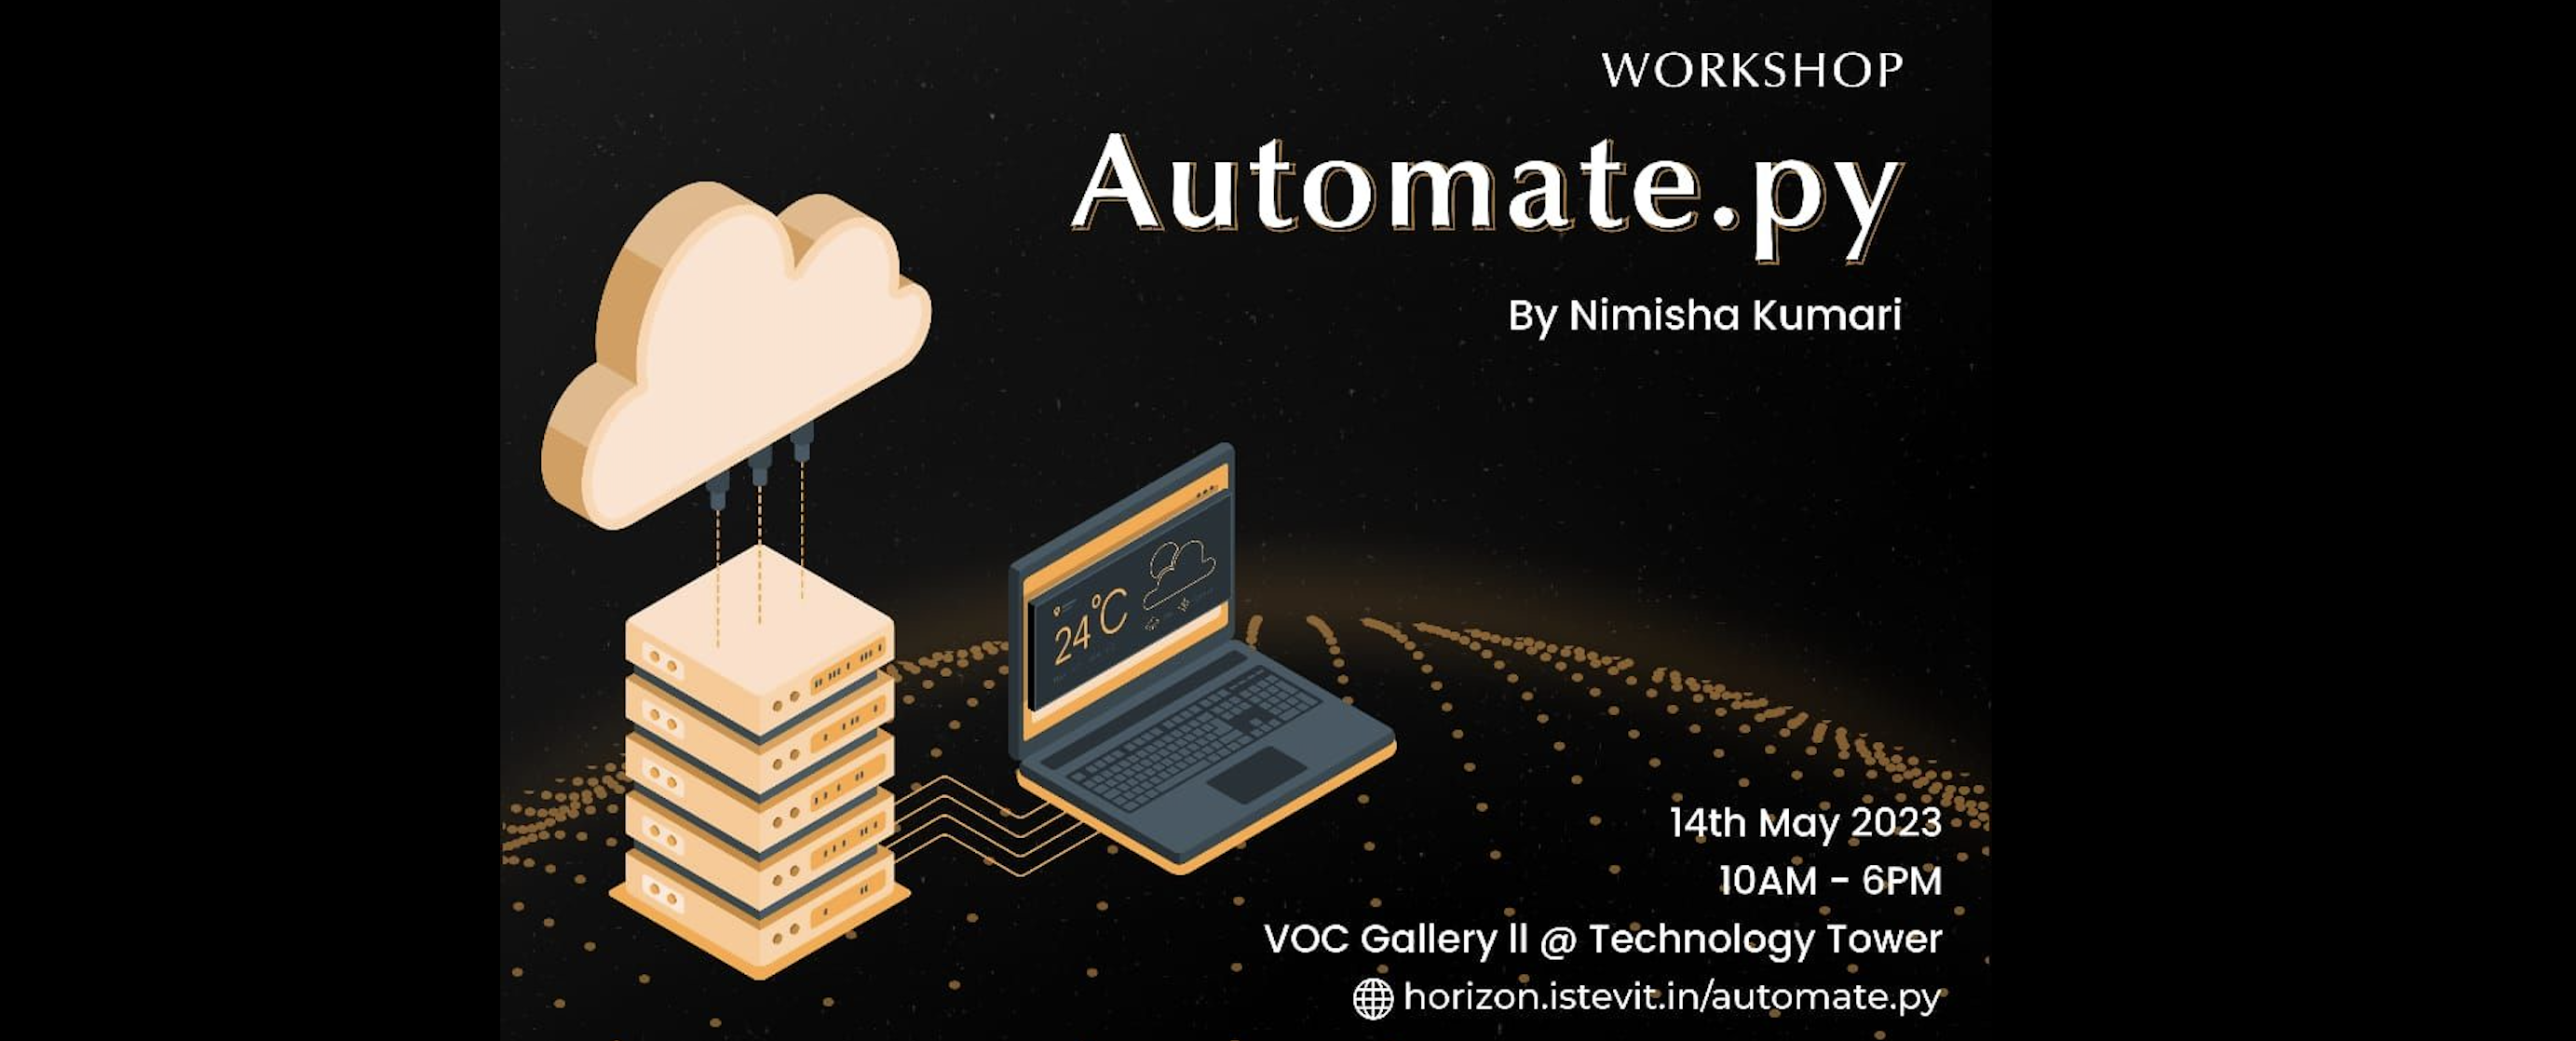 WORKSHOP
Automate.py
By Nimisha Kumari
24°C
14th May 2023
10AM - 6PM
VOC Gallery II @ Technology Tower
horizon.istevit.in/automate.py